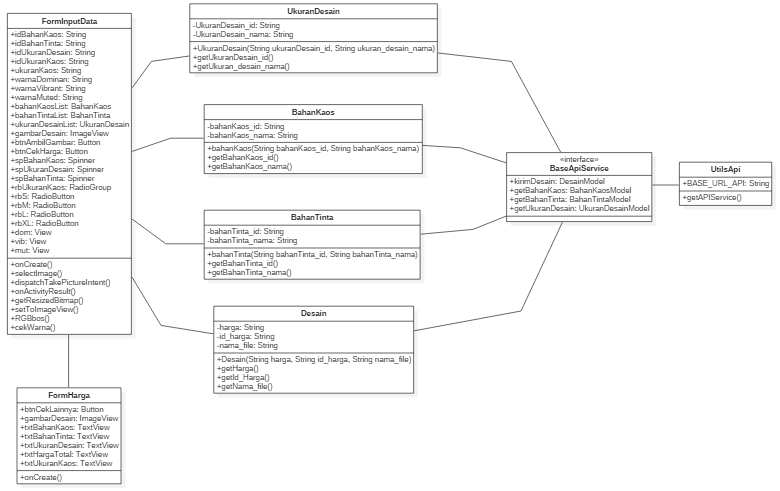 FormInputData
+idBahanKaos: String
+idBahanTinta: String
+idUkuranDesain: String
+idUkuranKaos: String
+ukuranKaos: String
+warnaDominan: String
+warnaVibrant: String
+warnaMuted: String
+bahanKaosList: BahanKaos
+bahanTintaList: BahanTinta
+ukuranDesainList: UkuranDesain
+gambarDesain: ImageView
+btnAmbilGambar: Button
+btnCekHarga: Button
+spBahanKaos: Spinner
+spUkuranDesain: Spinner
+spBahanTinta: Spinner
+rbUkuranKaos: RadioGroup
+rbS: RadioButton
+rbM: RadioButton
+rbL: RadioButton
+rbXL: RadioButton
+dom: View
+vib: View
+mut: View
+onCreate()
+selectImage()
+dispatchTakePictureIntent()
+onActivityResult()
+getResizedBitmap()
+setToImageView()
+RGBbos()
+cekWarna()
FormHarga
+btnCekLainnya: Button
+gambarDesain: ImageView
+txtBahanKaos: TextView
+txtBahanTinta: TextView
+txtUkuranDesain: TextView
+txtHargaTotal: TextView
+txtUkuranKaos: TextView
+onCreate()
UkuranDesain
-UkuranDesain_id: String
-UkuranDesain_nama: String
+UkuranDesain(String ukuranDesain_id, String ukuran_desain_nama)
+getUkuranDesain_id()
+getUkuran_desain_nama()
BahanKaos
-bahanKaos_id: String
-bahanKaos_nama: String
+bahanKaos(String bahanKaos_id, String bahanKaos_nama)
+getBahanKaos_id()
+getBahanKaos_nama()
BahanTinta
-bahanTinta_id: String
-bahanTinta_nama: String
+bahanTinta(String bahanTinta_id, String bahanTinta_nama)
+getBahanTinta_id()
+getBahanTinta_nama()
Desain
-harga: String
-id_harga: String
-nama_file: String
+Desain(String harga, String id_harga, String nama_file)
+getHarga()
+getId_Harga()
+getNama_file()
«interface»
BaseApiService
+kirimDesain: DesainModel
+getBahanKaos: BahanKaosModel
+getBahanTinta: BahanTintaModel
+getUkuranDesain: UkuranDesainModel
UtilsApi
+BASE_URL_API: String
+getAPIService()